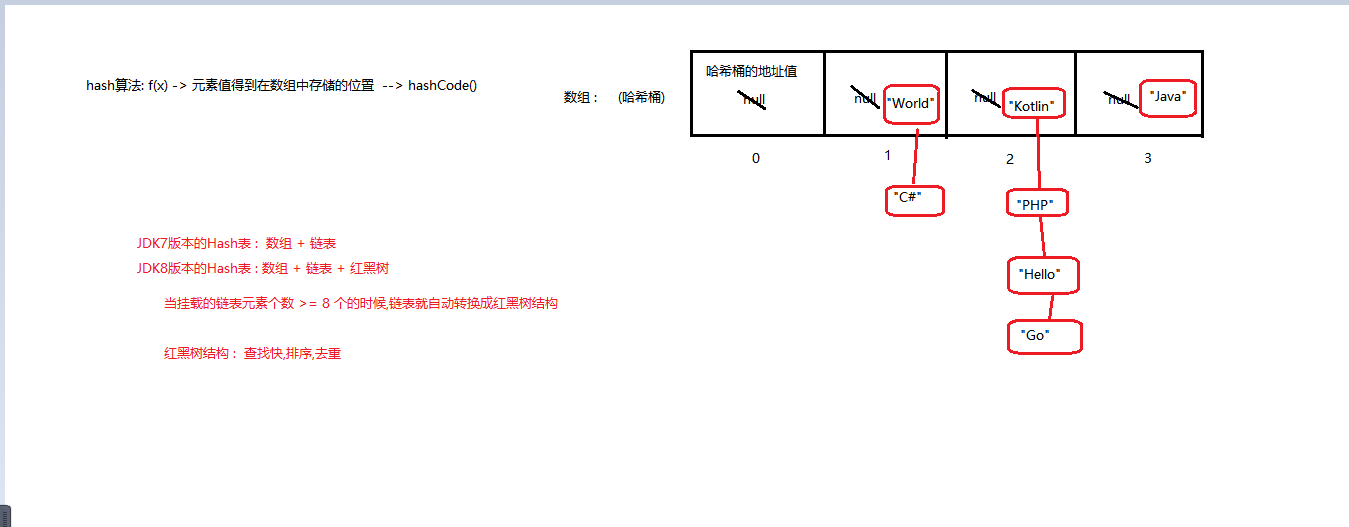 hash算法: f(x) -> 元素值得到在数组中存储的位置 --> hashCode()
数组： (哈希桶)
哈希桶的地址值
null
null "World"
null "Kotlin"
null "Java"
0 1 2 3
"C#"
"PHP"
"Hello"
"Go"
JDK7版本的Hash表： 数组 + 链表
JDK8版本的Hash表 : 数组 + 链表 + 红黑树
当挂载的链表元素个数 >= 8 个的时候,链表就自动转换成红黑树结构
红黑树结构： 查找快,排序,去重